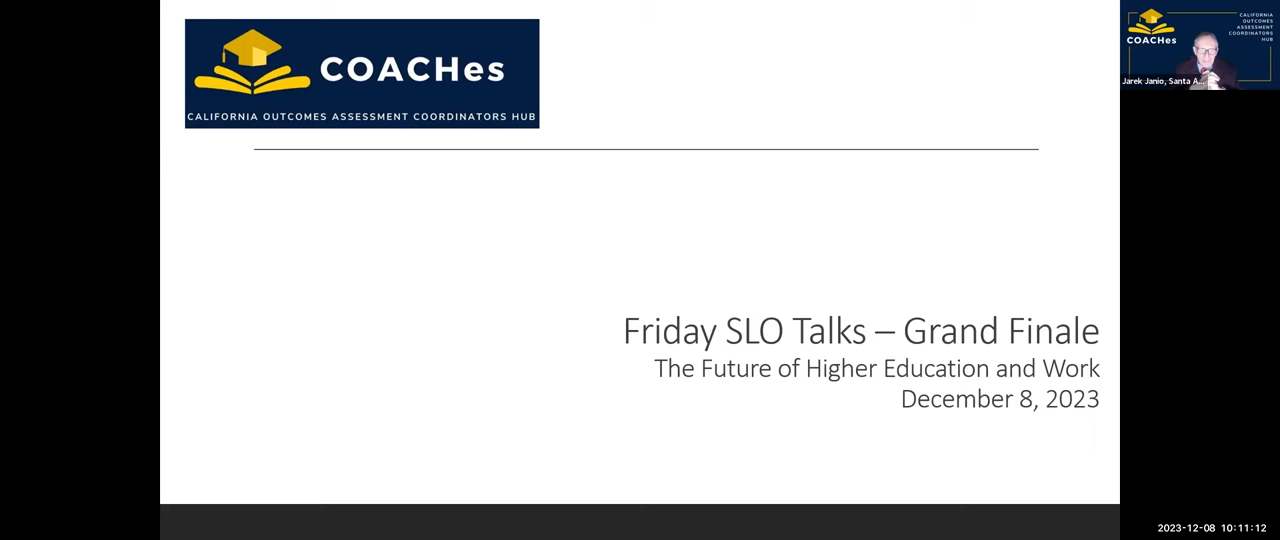 COACHes
CALIFORNIA OUTCOMES ASSESSMENT COORDINATORS HUB
Friday SLO Talks – Grand Finale
The Future of Higher Education and Work
December 8, 2023
COACHes
CALIFORNIA
OUTCOMES
ASSESSMENT
COORDINATORS
HUB
Jarek Janio, Santa A...
2023-12-08 10:11:12